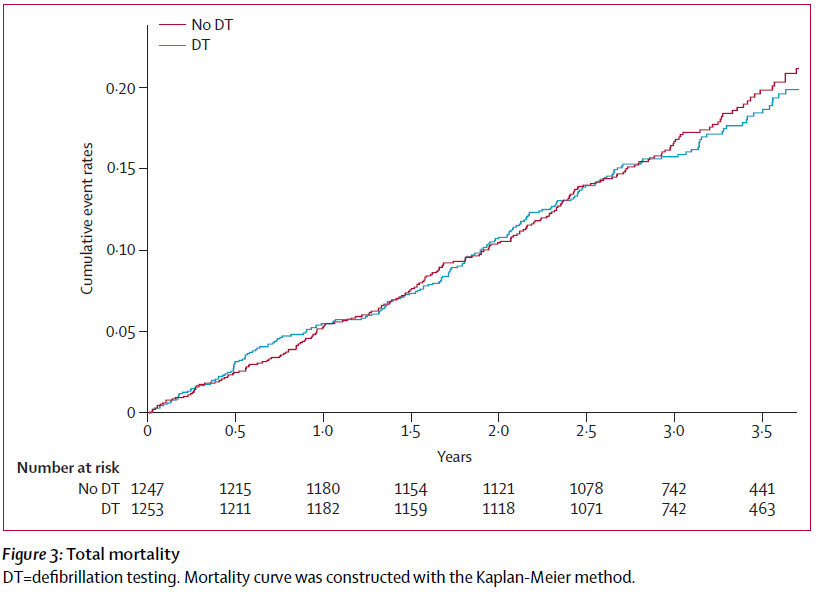 No DT
DT
Cumulative event rates
0·20
0·15
0·10
0·05
0
0 0·5 1·0 1·5 2·0 2·5 3·0 3·5
Years
Number at risk
No DT 1247 1215 1180 1154 1121 1078 742 441
DT 1253 1211 1182 1159 1118 1071 742 463
Figure 3: Total mortality
DT=defibrillation testing. Mortality curve was constructed with the Kaplan-Meier method.